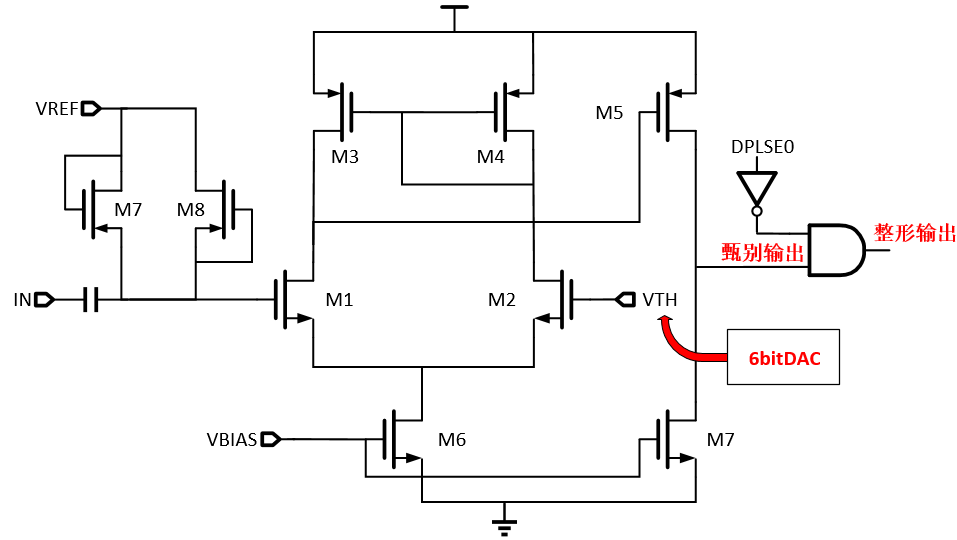 VREF
M7
M8
IN
M3
M4
M5
M1
M2
VTH
6bitDAC
DPLSE0
甄别输出
整形输出
VBIAS
M6
M7